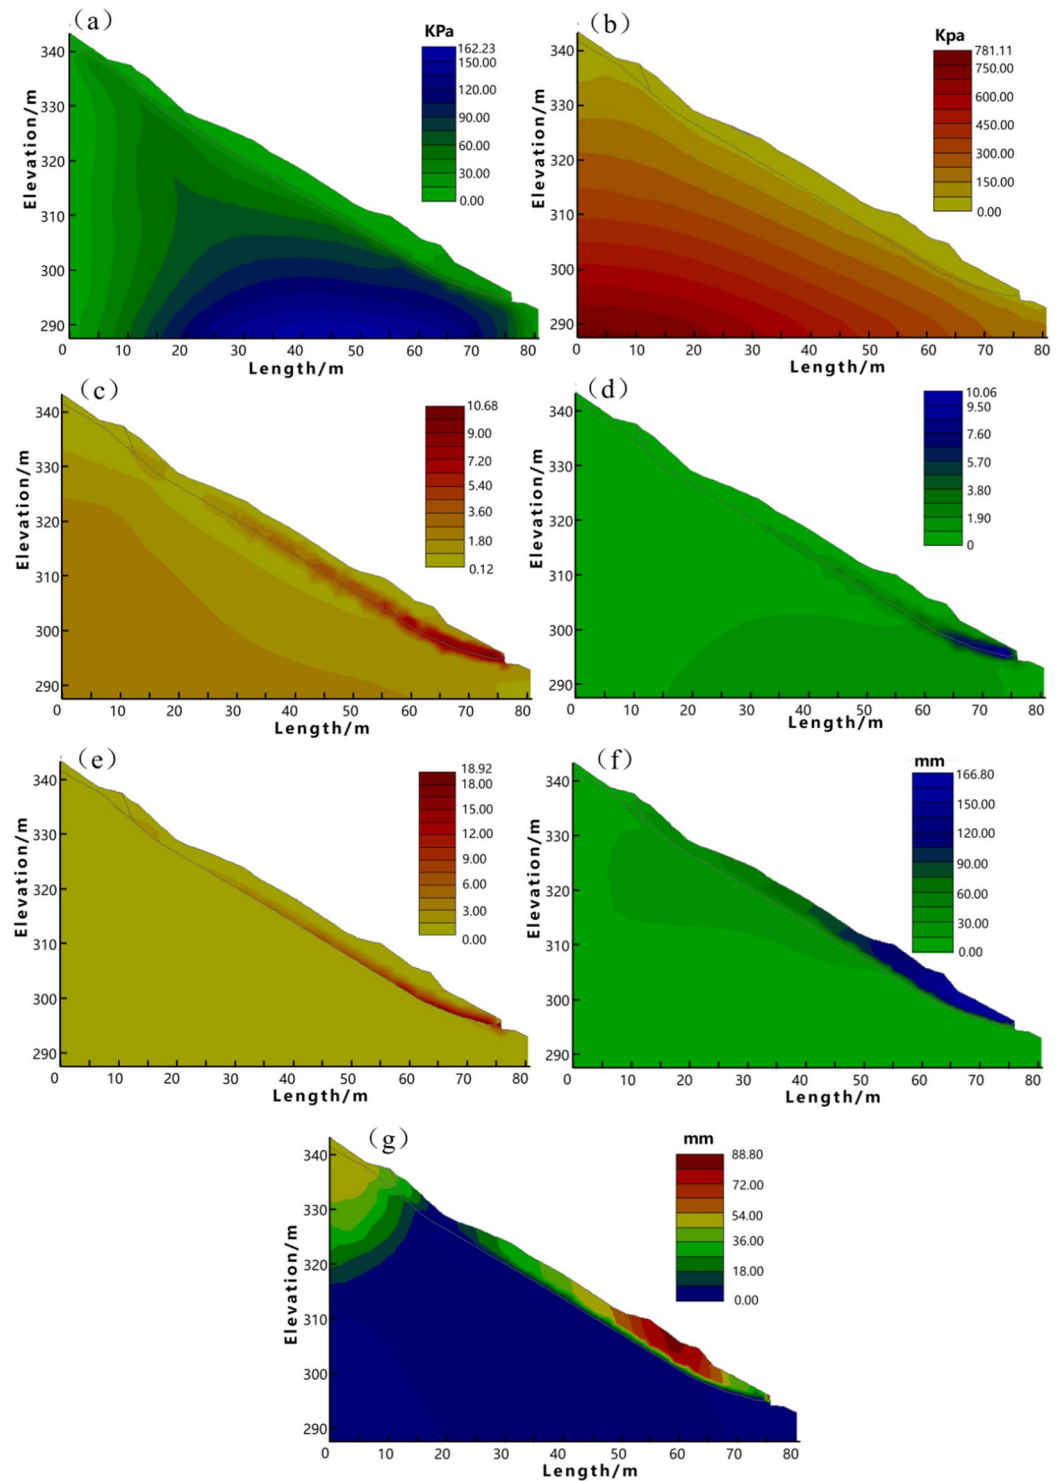 (a)
KPa
162.23
150.00
120.00
90.00
60.00
30.00
0.00
340
330
320
310
300
290
Elevation/m
0 10 20 30 40 50 60 70 80
Length/m
(b)
Kpa
781.11
750.00
600.00
450.00
300.00
150.00
0.00
340
330
320
310
300
290
Elevation/m
0 10 20 30 40 50 60 70 80
Length/m
(c)
10.68
9.00
7.20
5.40
3.60
1.80
0.12
340
330
320
310
300
290
Elevation/m
0 10 20 30 40 50 60 70 80
Length/m
(d)
10.06
9.50
7.60
5.70
3.80
1.90
0
340
330
320
310
300
290
Elevation/m
0 10 20 30 40 50 60 70 80
Length/m
(e)
18.92
18.00
15.00
12.00
9.00
6.00
3.00
0.00
340
330
320
310
300
290
Elevation/m
0 10 20 30 40 50 60 70 80
Length/m
(f)
mm
166.80
150.00
120.00
90.00
60.00
30.00
0.00
340
330
320
310
300
290
Elevation/m
0 10 20 30 40 50 60 70 80
Length/m
(g)
mm
88.80
72.00
54.00
36.00
18.00
0.00
340
330
320
310
300
290
Elevation/m
0 10 20 30 40 50 60 70 80
Length/m